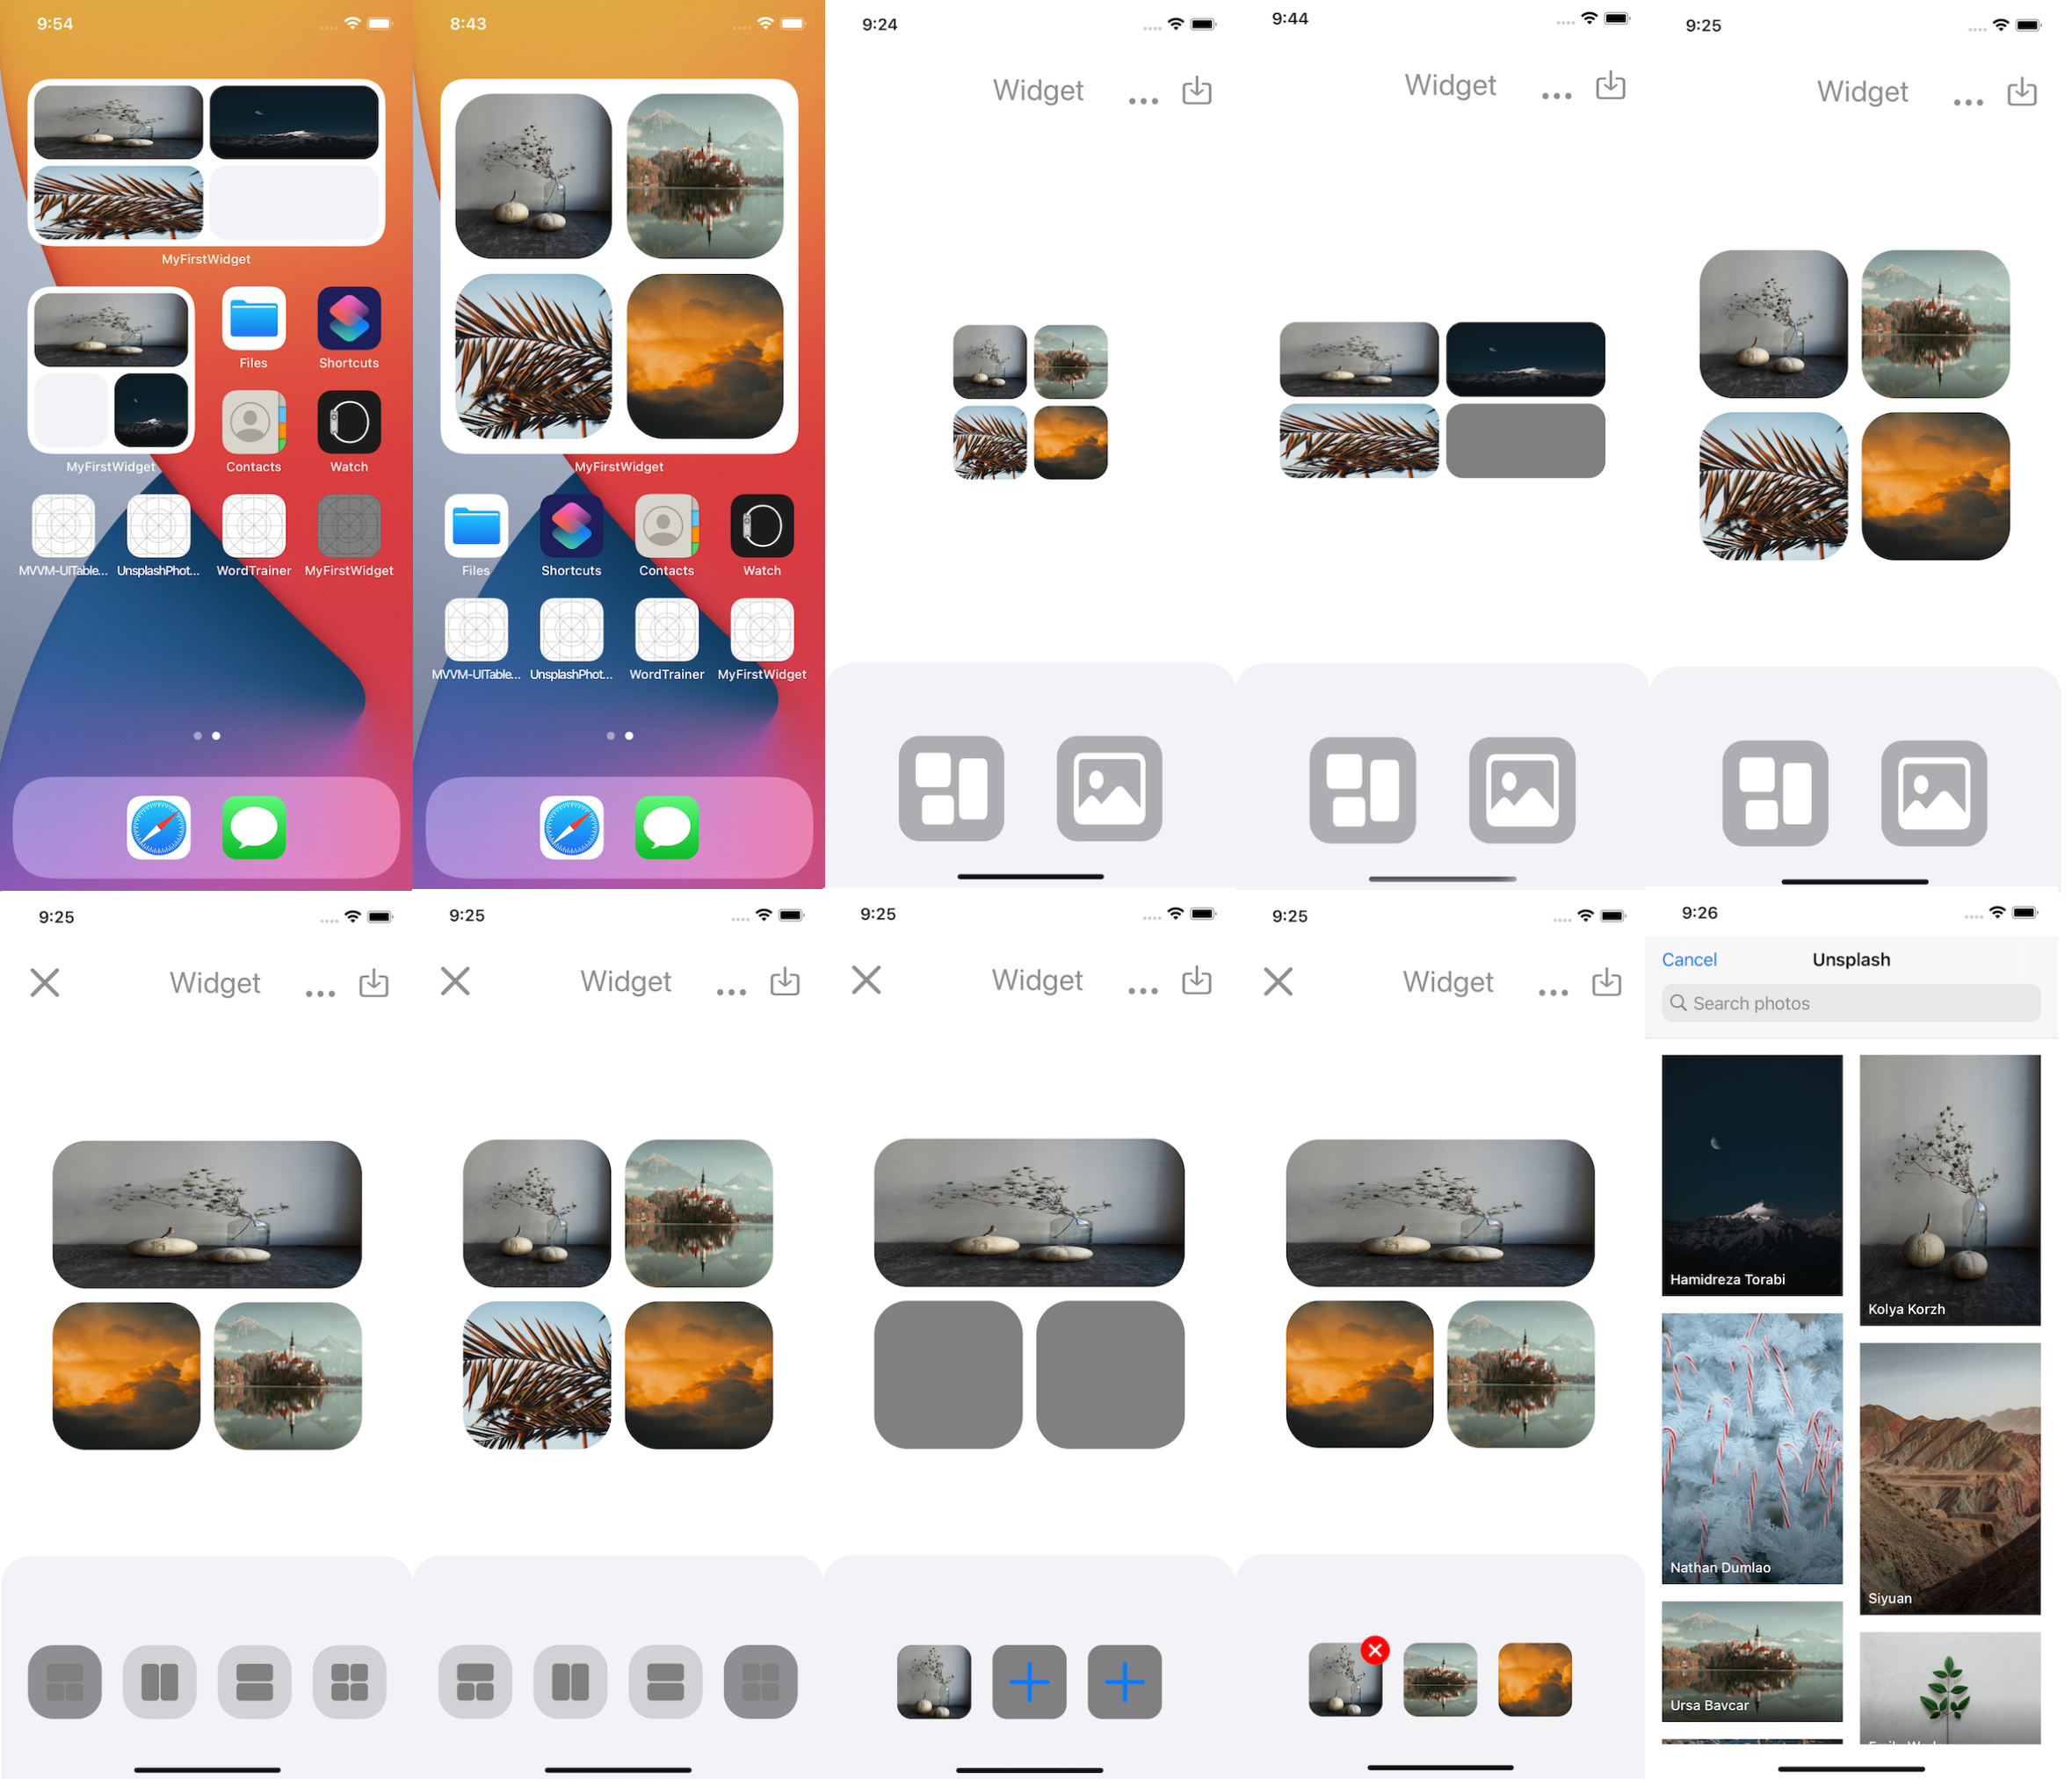 9:54
MyFirstWidget
Files
Shortcuts
MyFirstWidget
Contacts
Watch
MVVM-UITable...
UnsplashPhot...
WordTrainer
MyFirstWidget
8:43
MyFirstWidget
Files
Shortcuts
Contacts
Watch
MVVM-UITable...
UnsplashPhot...
WordTrainer
MyFirstWidget
9:24
Widget
9:44
Widget
9:25
Widget
9:25
Widget
9:25
Widget
9:25
Widget
9:25
Widget
9:26
Cancel
Unsplash
Search photos
Hamidreza Torabi
Kolya Korzh
Nathan Dumlao
Siyuan
Ursa Bavcar